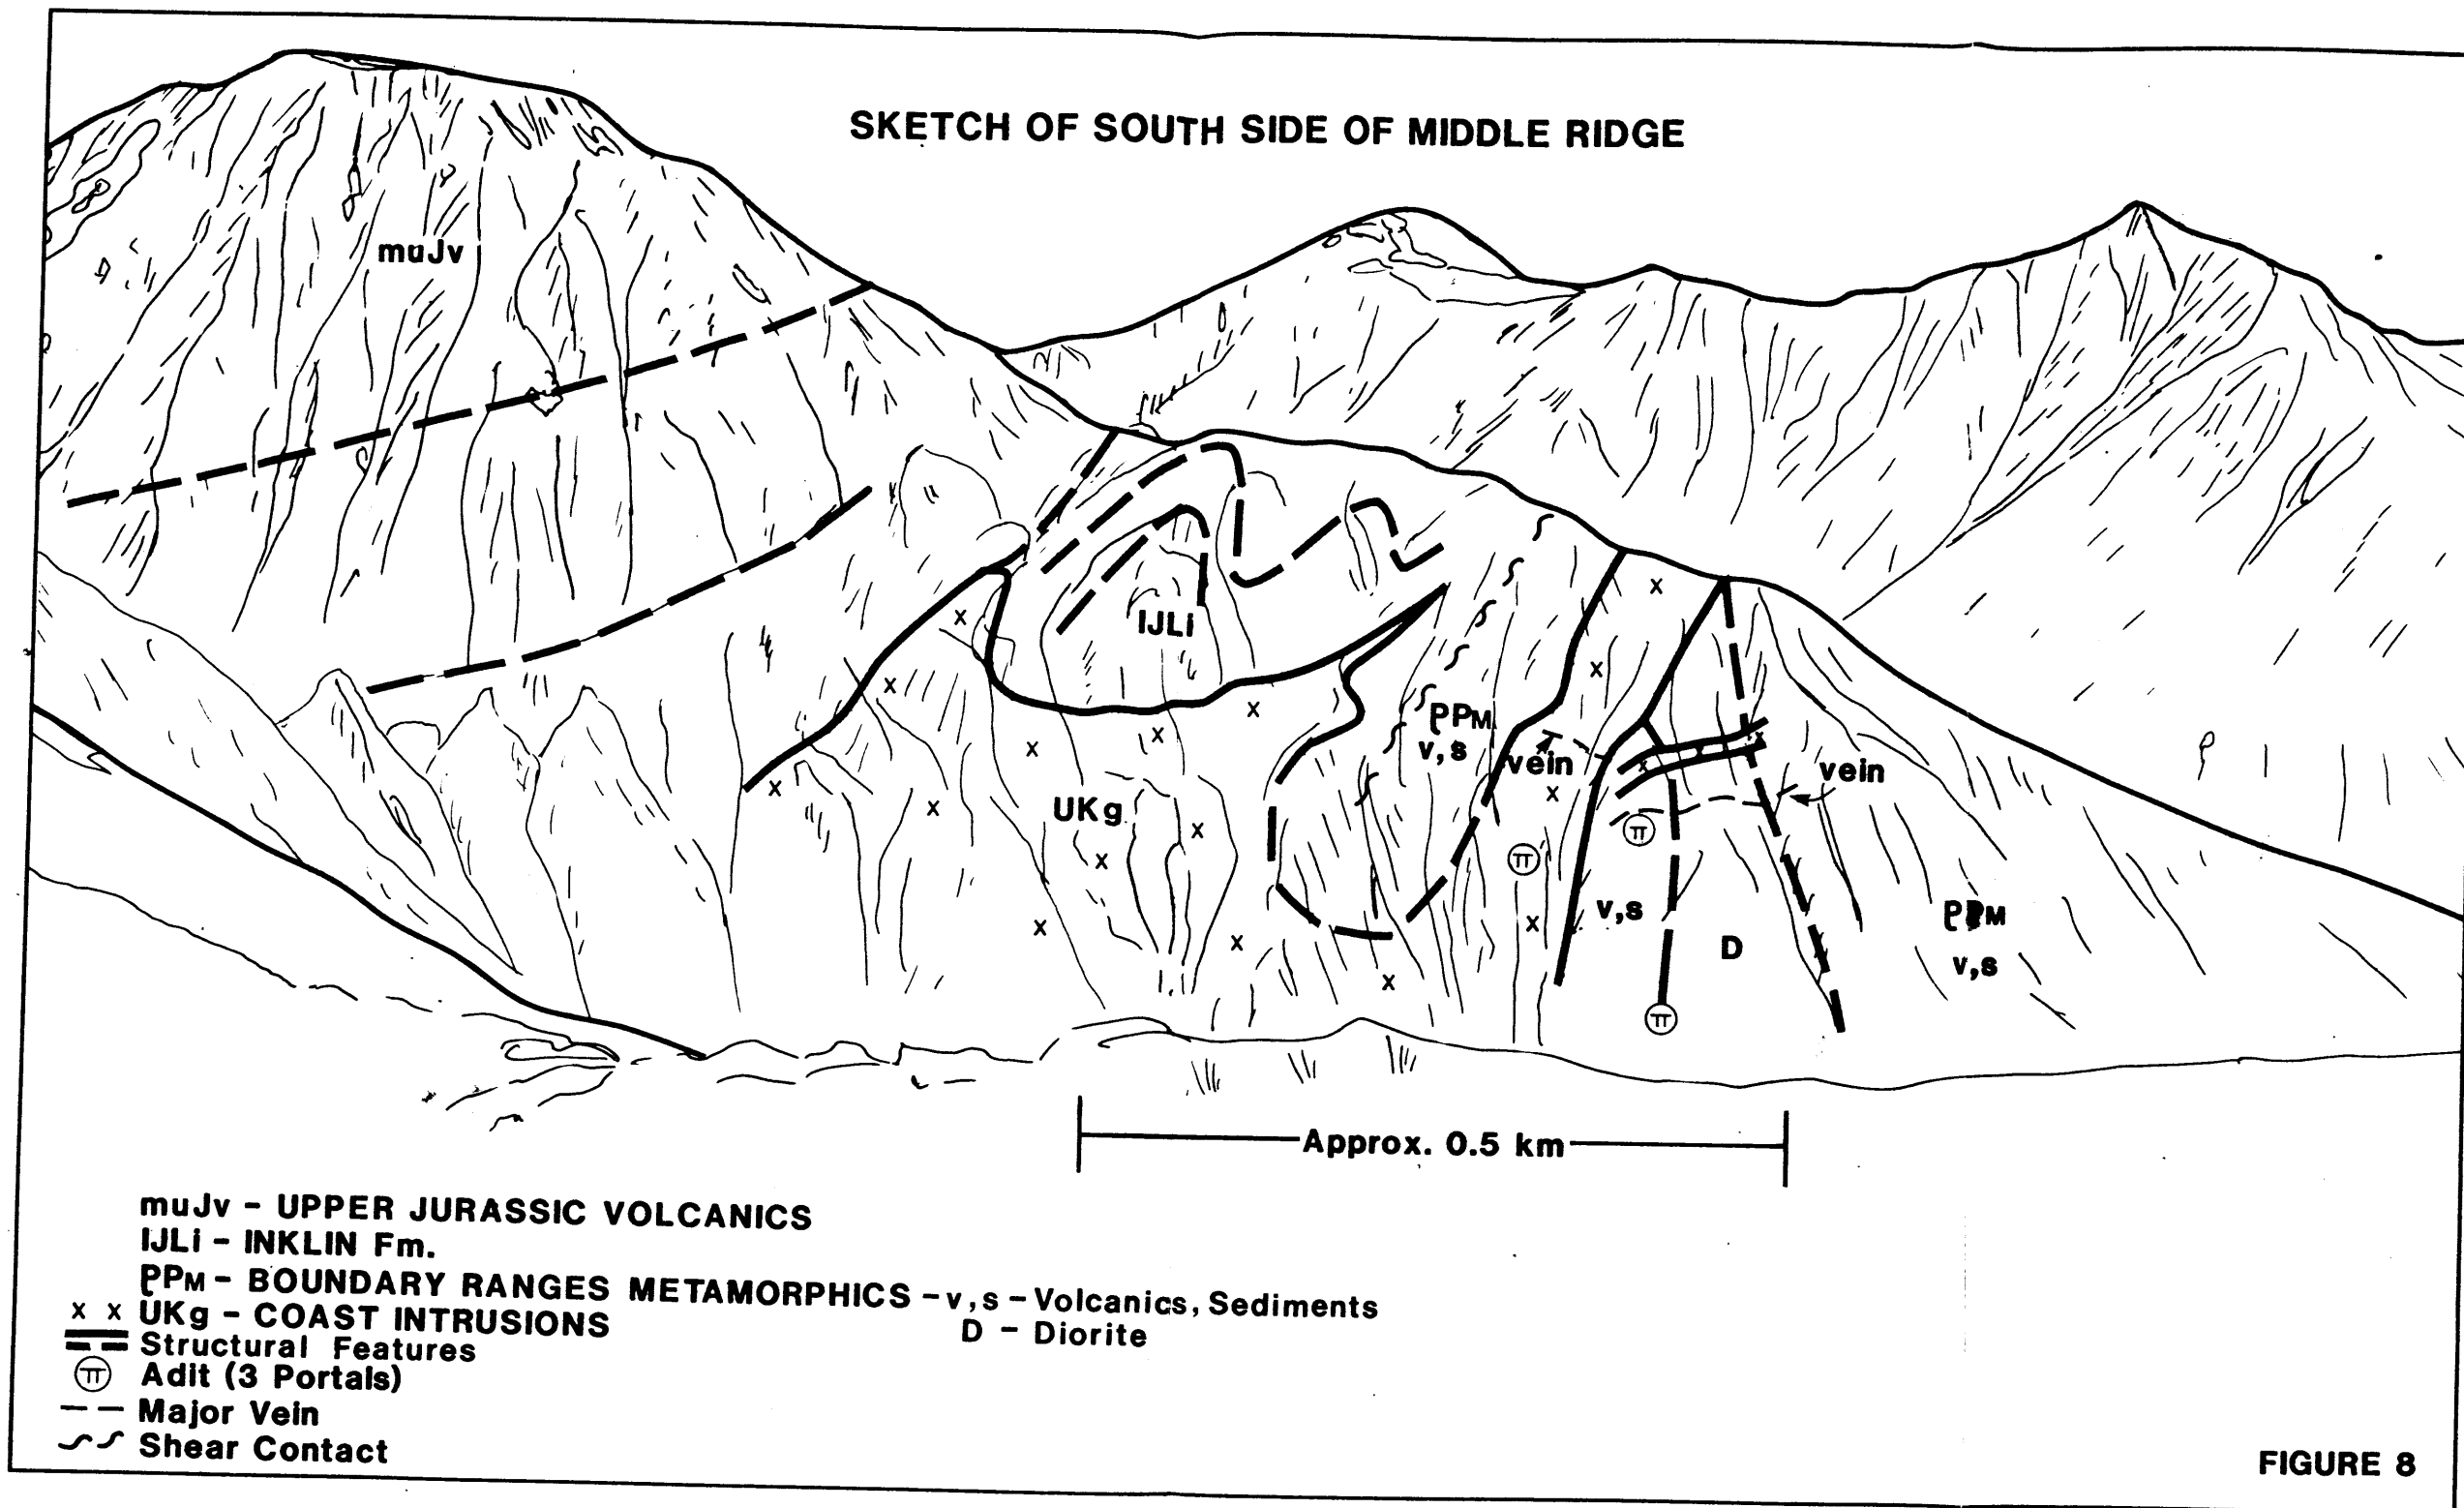 SKETCH OF SOUTH SIDE OF MIDDLE RIDGE
muJv
IJLi
PPM
v,s
vein
vein
UKg
v,s
D
PPM
v,s
x x x x x x x x x x x x x x x x x x x x
π
π
π
Approx. 0.5 km
muJv – UPPER JURASSIC VOLCANICS
IJLi – INKLIN Fm.
PPM – BOUNDARY RANGES METAMORPHICS – v,s – Volcanics, Sediments
x x UKg – COAST INTRUSIONS
D – Diorite
Structural Features
π Adit (3 Portals)
Major Vein
Shear Contact
FIGURE 8